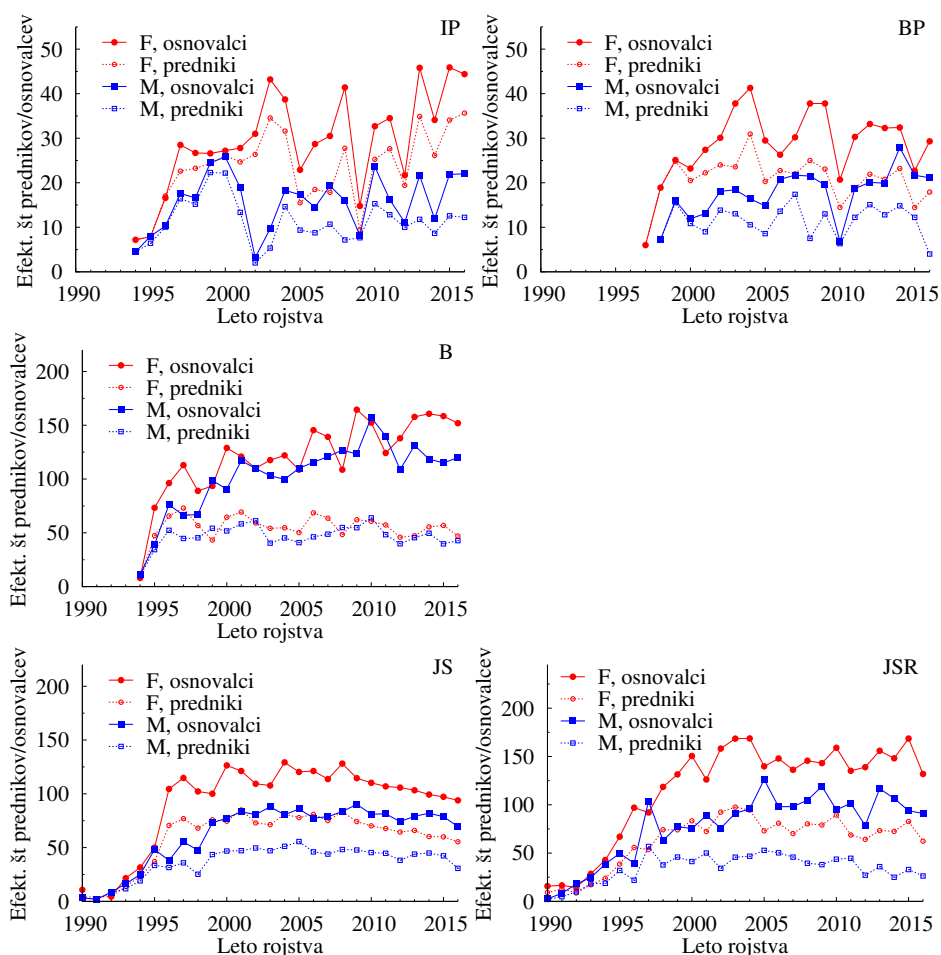 IP
F, osnovalci
F, predniki
M, osnovalci
M, predniki
Efekt. št prednikov/osnovalcev
50
40
30
20
10
0
1990 1995 2000 2005 2010 2015
Leto rojstva
BP
F, osnovalci
F, predniki
M, osnovalci
M, predniki
Efekt. št prednikov/osnovalcev
50
40
30
20
10
0
1990 1995 2000 2005 2010 2015
Leto rojstva
B
F, osnovalci
F, predniki
M, osnovalci
M, predniki
Efekt. št prednikov/osnovalcev
200
150
100
50
0
1990 1995 2000 2005 2010 2015
Leto rojstva
JS
F, osnovalci
F, predniki
M, osnovalci
M, predniki
Efekt. št prednikov/osnovalcev
200
150
100
50
0
1990 1995 2000 2005 2010 2015
Leto rojstva
JSR
F, osnovalci
F, predniki
M, osnovalci
M, predniki
Efekt. št prednikov/osnovalcev
200
150
100
50
0
1990 1995 2000 2005 2010 2015
Leto rojstva